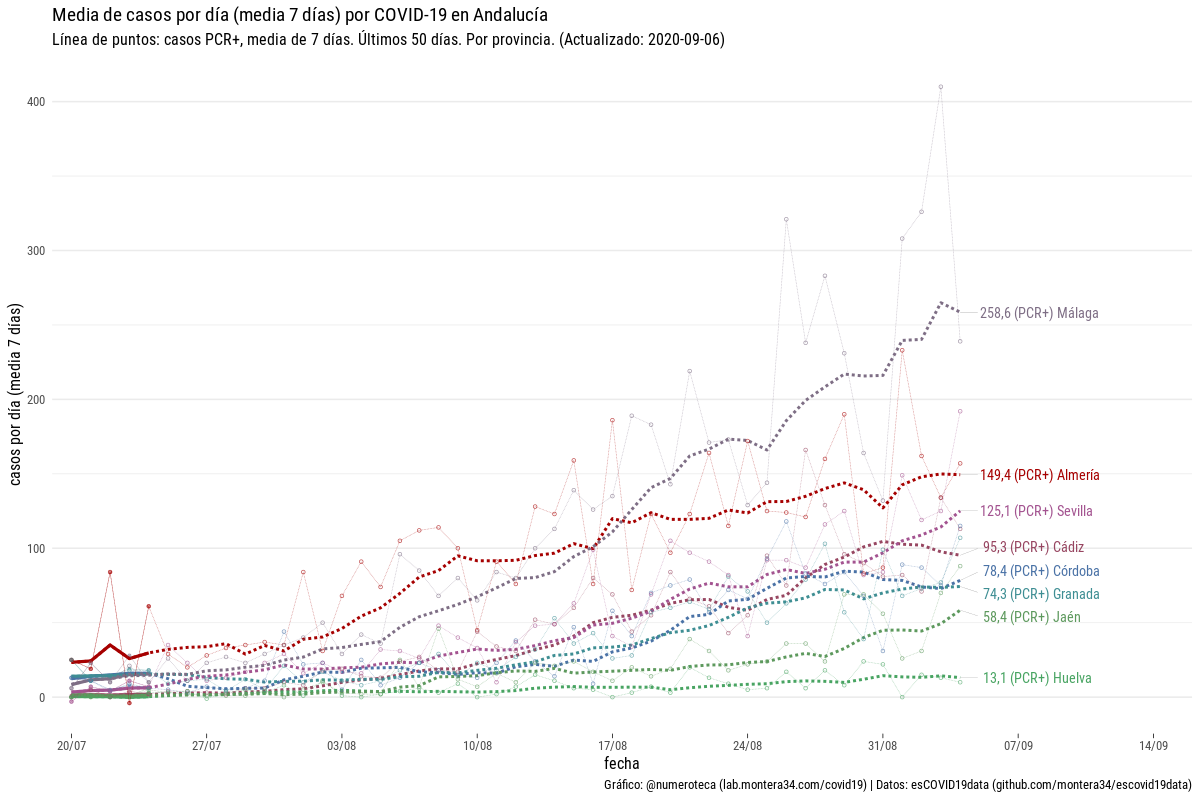 Media de casos por día (media 7 días) por COVID-19 en Andalucía
Línea de puntos: casos PCR+, media de 7 días. Últimos 50 días. Por provincia. (Actualizado: 2020-09-06)
casos por día (media 7 días)
400
300
200
100
0
258,6 (PCR+) Málaga
149,4 (PCR+) Almería
125,1 (PCR+) Sevilla
95,3 (PCR+) Cádiz
78,4 (PCR+) Córdoba
74,3 (PCR+) Granada
58,4 (PCR+) Jaén
13,1 (PCR+) Huelva
20/07 27/07 03/08 10/08 17/08 24/08 31/08 07/09 14/09
fecha
Gráfico: @numeroteca (lab.montera34.com/covid19) | Datos: esCOVID19data (github.com/montera34/escovid19data)